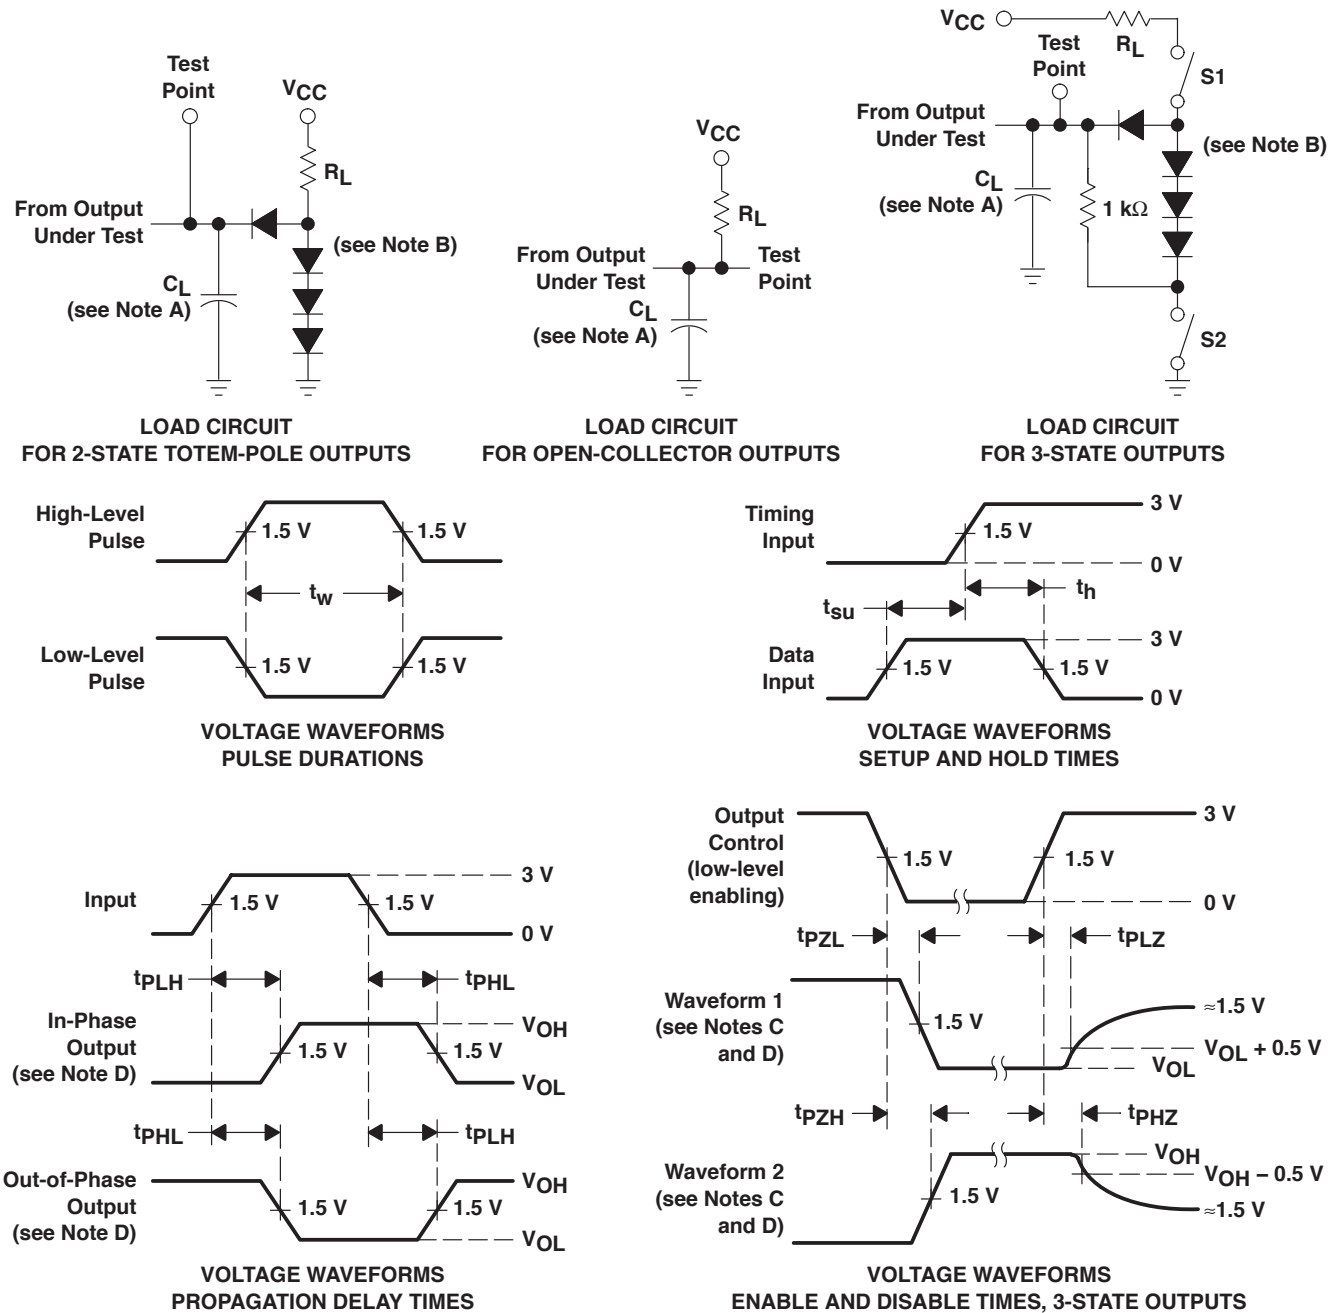 Test
Point
VCC
RL
From Output
Under Test
(see Note B)
CL
(see Note A)
LOAD CIRCUIT
FOR 2-STATE TOTEM-POLE OUTPUTS
VCC
RL
From Output
Under Test
Test
Point
CL
(see Note A)
LOAD CIRCUIT
FOR OPEN-COLLECTOR OUTPUTS
VCC
RL
Test
Point
S1
From Output
Under Test
(see Note B)
CL
(see Note A)
1 kΩ
S2
LOAD CIRCUIT
FOR 3-STATE OUTPUTS
High-Level
Pulse
1.5 V
1.5 V
tw
Low-Level
Pulse
1.5 V
1.5 V
VOLTAGE WAVEFORMS
PULSE DURATIONS
Timing
Input
1.5 V
3 V
0 V
th
tsu
Data
Input
1.5 V
1.5 V
3 V
0 V
VOLTAGE WAVEFORMS
SETUP AND HOLD TIMES
Input
1.5 V
1.5 V
3 V
0 V
tPLH
tPHL
In-Phase
Output
(see Note D)
1.5 V
1.5 V
VOH
VOL
tPHL
tPLH
Out-of-Phase
Output
(see Note D)
1.5 V
1.5 V
VOH
VOL
VOLTAGE WAVEFORMS
PROPAGATION DELAY TIMES
Output
Control
(low-level
enabling)
1.5 V
1.5 V
3 V
0 V
tPZL
tPLZ
Waveform 1
(see Notes C
and D)
1.5 V
≈1.5 V
VOL + 0.5 V
VOL
tPZH
tPHZ
Waveform 2
(see Notes C
and D)
1.5 V
VOH
VOH − 0.5 V
≈1.5 V
VOLTAGE WAVEFORMS
ENABLE AND DISABLE TIMES, 3-STATE OUTPUTS